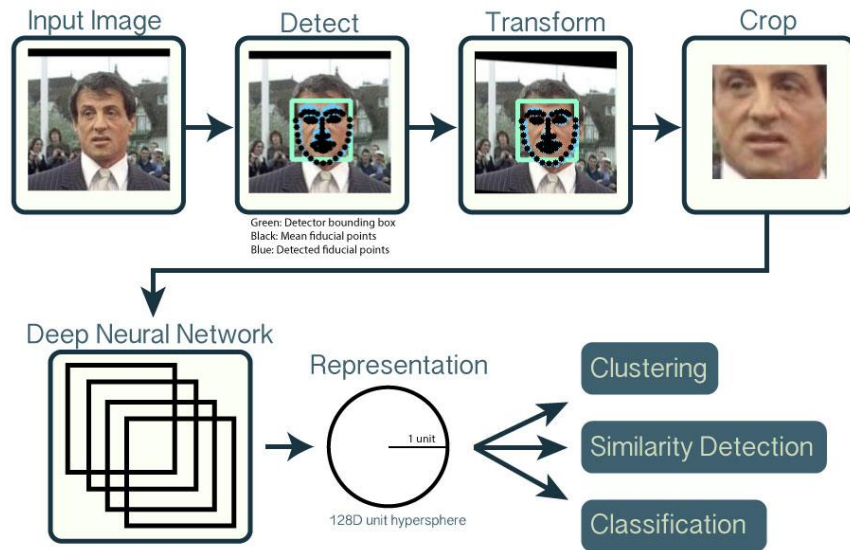 Input Image
Detect
Transform
Crop
Green: Detector bounding box
Black: Mean fiducial points
Blue: Detected fiducial points
Deep Neural Network
Representation
1 unit
128D unit hypersphere
Clustering
Similarity Detection
Classification